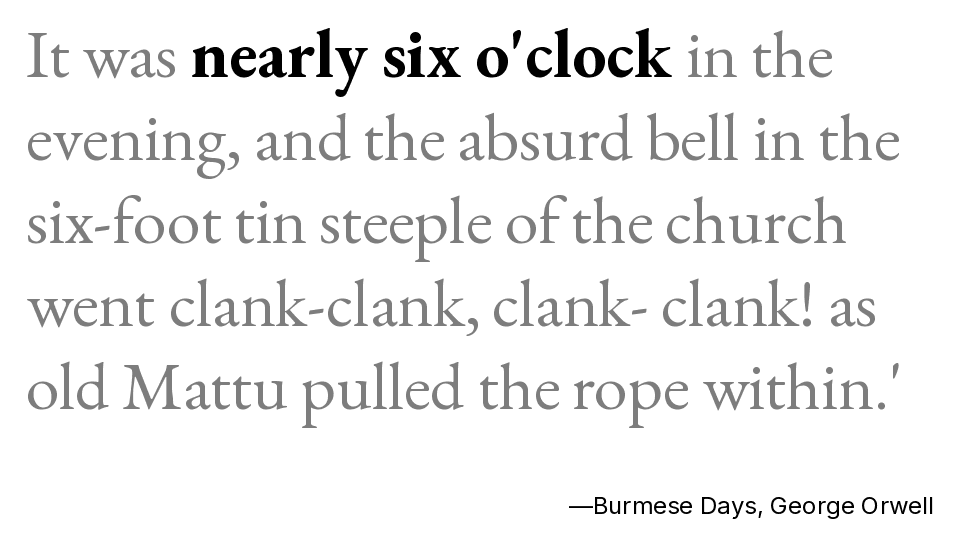 It was nearly six o'clock in the
evening, and the absurd bell in the
six-foot tin steeple of the church
went clank-clank, clank- clank! as
old Mattu pulled the rope within.'
—Burmese Days, George Orwell